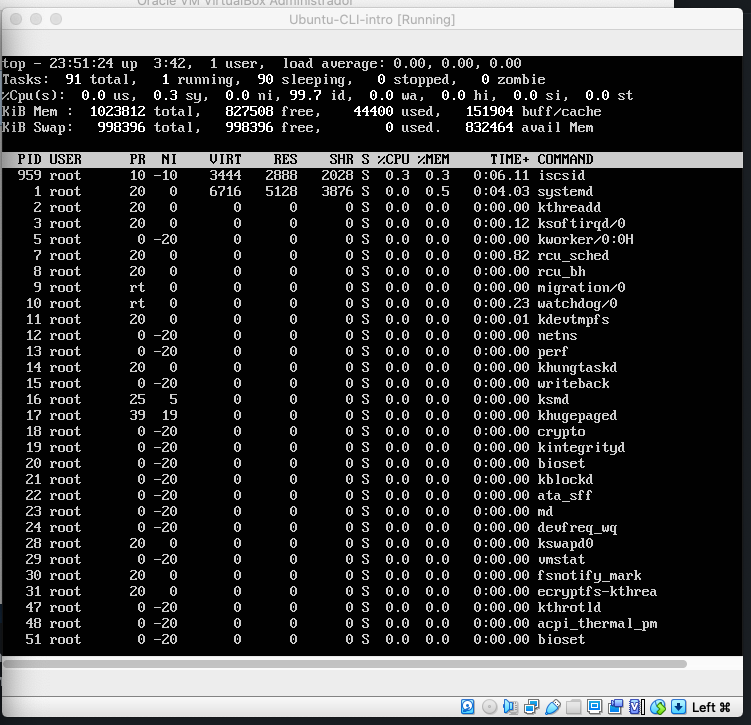 Oracle VM VirtualBox Administrador
Ubuntu-CLI-intro [Running]
top - 23:51:24 up  3:42,  1 user,  load average: 0.00, 0.00, 0.00
Tasks:  91 total,   1 running,  90 sleeping,   0 stopped,   0 zombie
%Cpu(s):  0.0 us,  0.3 sy,  0.0 ni, 99.7 id,  0.0 wa,  0.0 hi,  0.0 si,  0.0 st
KiB Mem :  1023812 total,   827508 free,    44400 used,   151904 buff/cache
KiB Swap:   998396 total,   998396 free,        0 used.   832464 avail Mem
PID USER PR NI VIRT RES SHR S %CPU %MEM TIME+ COMMAND
959 root 10 -10 3444 2888 2028 S 0.3 0.3 0:06.11 iscsid
1 root 20 0 6716 5128 3876 S 0.0 0.5 0:04.03 systemd
2 root 20 0 0 0 0 S 0.0 0.0 0:00.00 kthreadd
3 root 20 0 0 0 0 S 0.0 0.0 0:00.12 ksoftirqd/0
5 root 0 -20 0 0 0 S 0.0 0.0 0:00.00 kworker/0:0H
7 root 20 0 0 0 0 S 0.0 0.0 0:00.82 rcu_sched
8 root 20 0 0 0 0 S 0.0 0.0 0:00.00 rcu_bh
9 root rt 0 0 0 0 S 0.0 0.0 0:00.00 migration/0
10 root rt 0 0 0 0 S 0.0 0.0 0:00.23 watchdog/0
11 root 20 0 0 0 0 S 0.0 0.0 0:00.01 kdevtmpfs
12 root 0 -20 0 0 0 S 0.0 0.0 0:00.00 netns
13 root 0 -20 0 0 0 S 0.0 0.0 0:00.00 perf
14 root 20 0 0 0 0 S 0.0 0.0 0:00.00 khungtaskd
15 root 0 -20 0 0 0 S 0.0 0.0 0:00.00 writeback
16 root 25 5 0 0 0 S 0.0 0.0 0:00.00 ksmd
17 root 39 19 0 0 0 S 0.0 0.0 0:00.00 khugepaged
18 root 0 -20 0 0 0 S 0.0 0.0 0:00.00 crypto
19 root 0 -20 0 0 0 S 0.0 0.0 0:00.00 kintegrityd
20 root 0 -20 0 0 0 S 0.0 0.0 0:00.00 bioset
21 root 0 -20 0 0 0 S 0.0 0.0 0:00.00 kblockd
22 root 0 -20 0 0 0 S 0.0 0.0 0:00.00 ata_sff
23 root 0 -20 0 0 0 S 0.0 0.0 0:00.00 md
24 root 0 -20 0 0 0 S 0.0 0.0 0:00.00 devfreq_wq
28 root 20 0 0 0 0 S 0.0 0.0 0:00.00 kswapd0
29 root 0 -20 0 0 0 S 0.0 0.0 0:00.00 vmstat
30 root 20 0 0 0 0 S 0.0 0.0 0:00.00 fsnotify_mark
31 root 20 0 0 0 0 S 0.0 0.0 0:00.00 ecryptfs-kthrea
47 root 0 -20 0 0 0 S 0.0 0.0 0:00.00 kthrotld
48 root 0 -20 0 0 0 S 0.0 0.0 0:00.00 acpi_thermal_pm
51 root 0 -20 0 0 0 S 0.0 0.0 0:00.00 bioset
Left ⌘